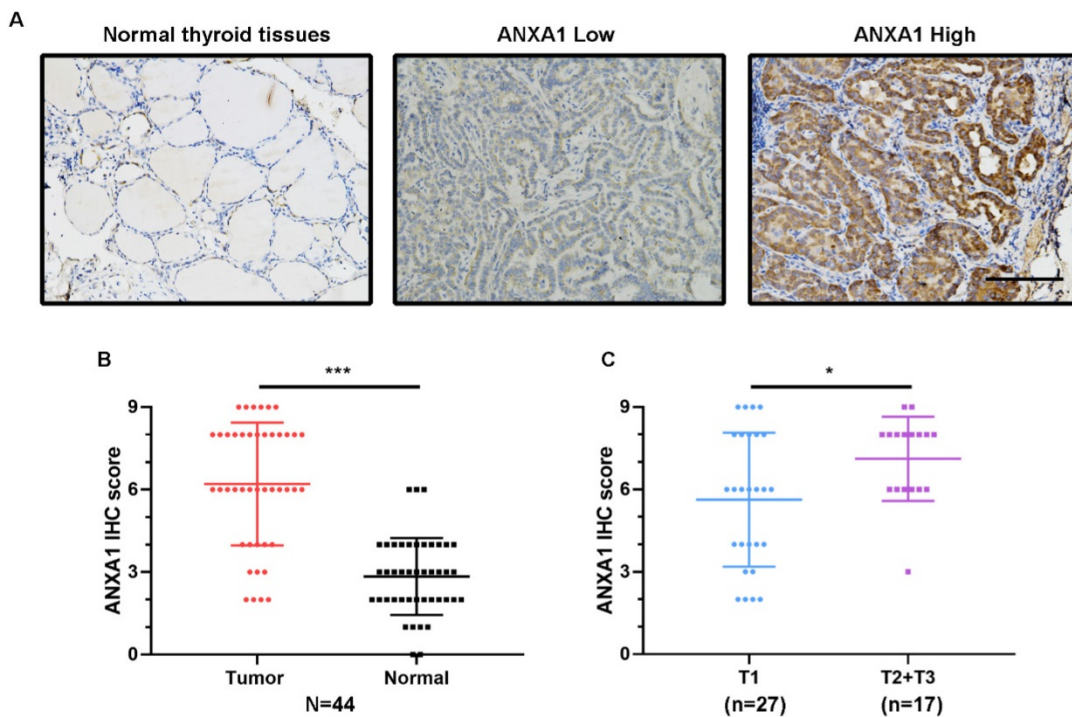 A
Normal thyroid tissues
ANXA1 Low
ANXA1 High
B
***
ANXA1 IHC score
9
6
3
0
Tumor
Normal
N=44
C
*
ANXA1 IHC score
9
6
3
0
T1
T2+T3
(n=27)
(n=17)